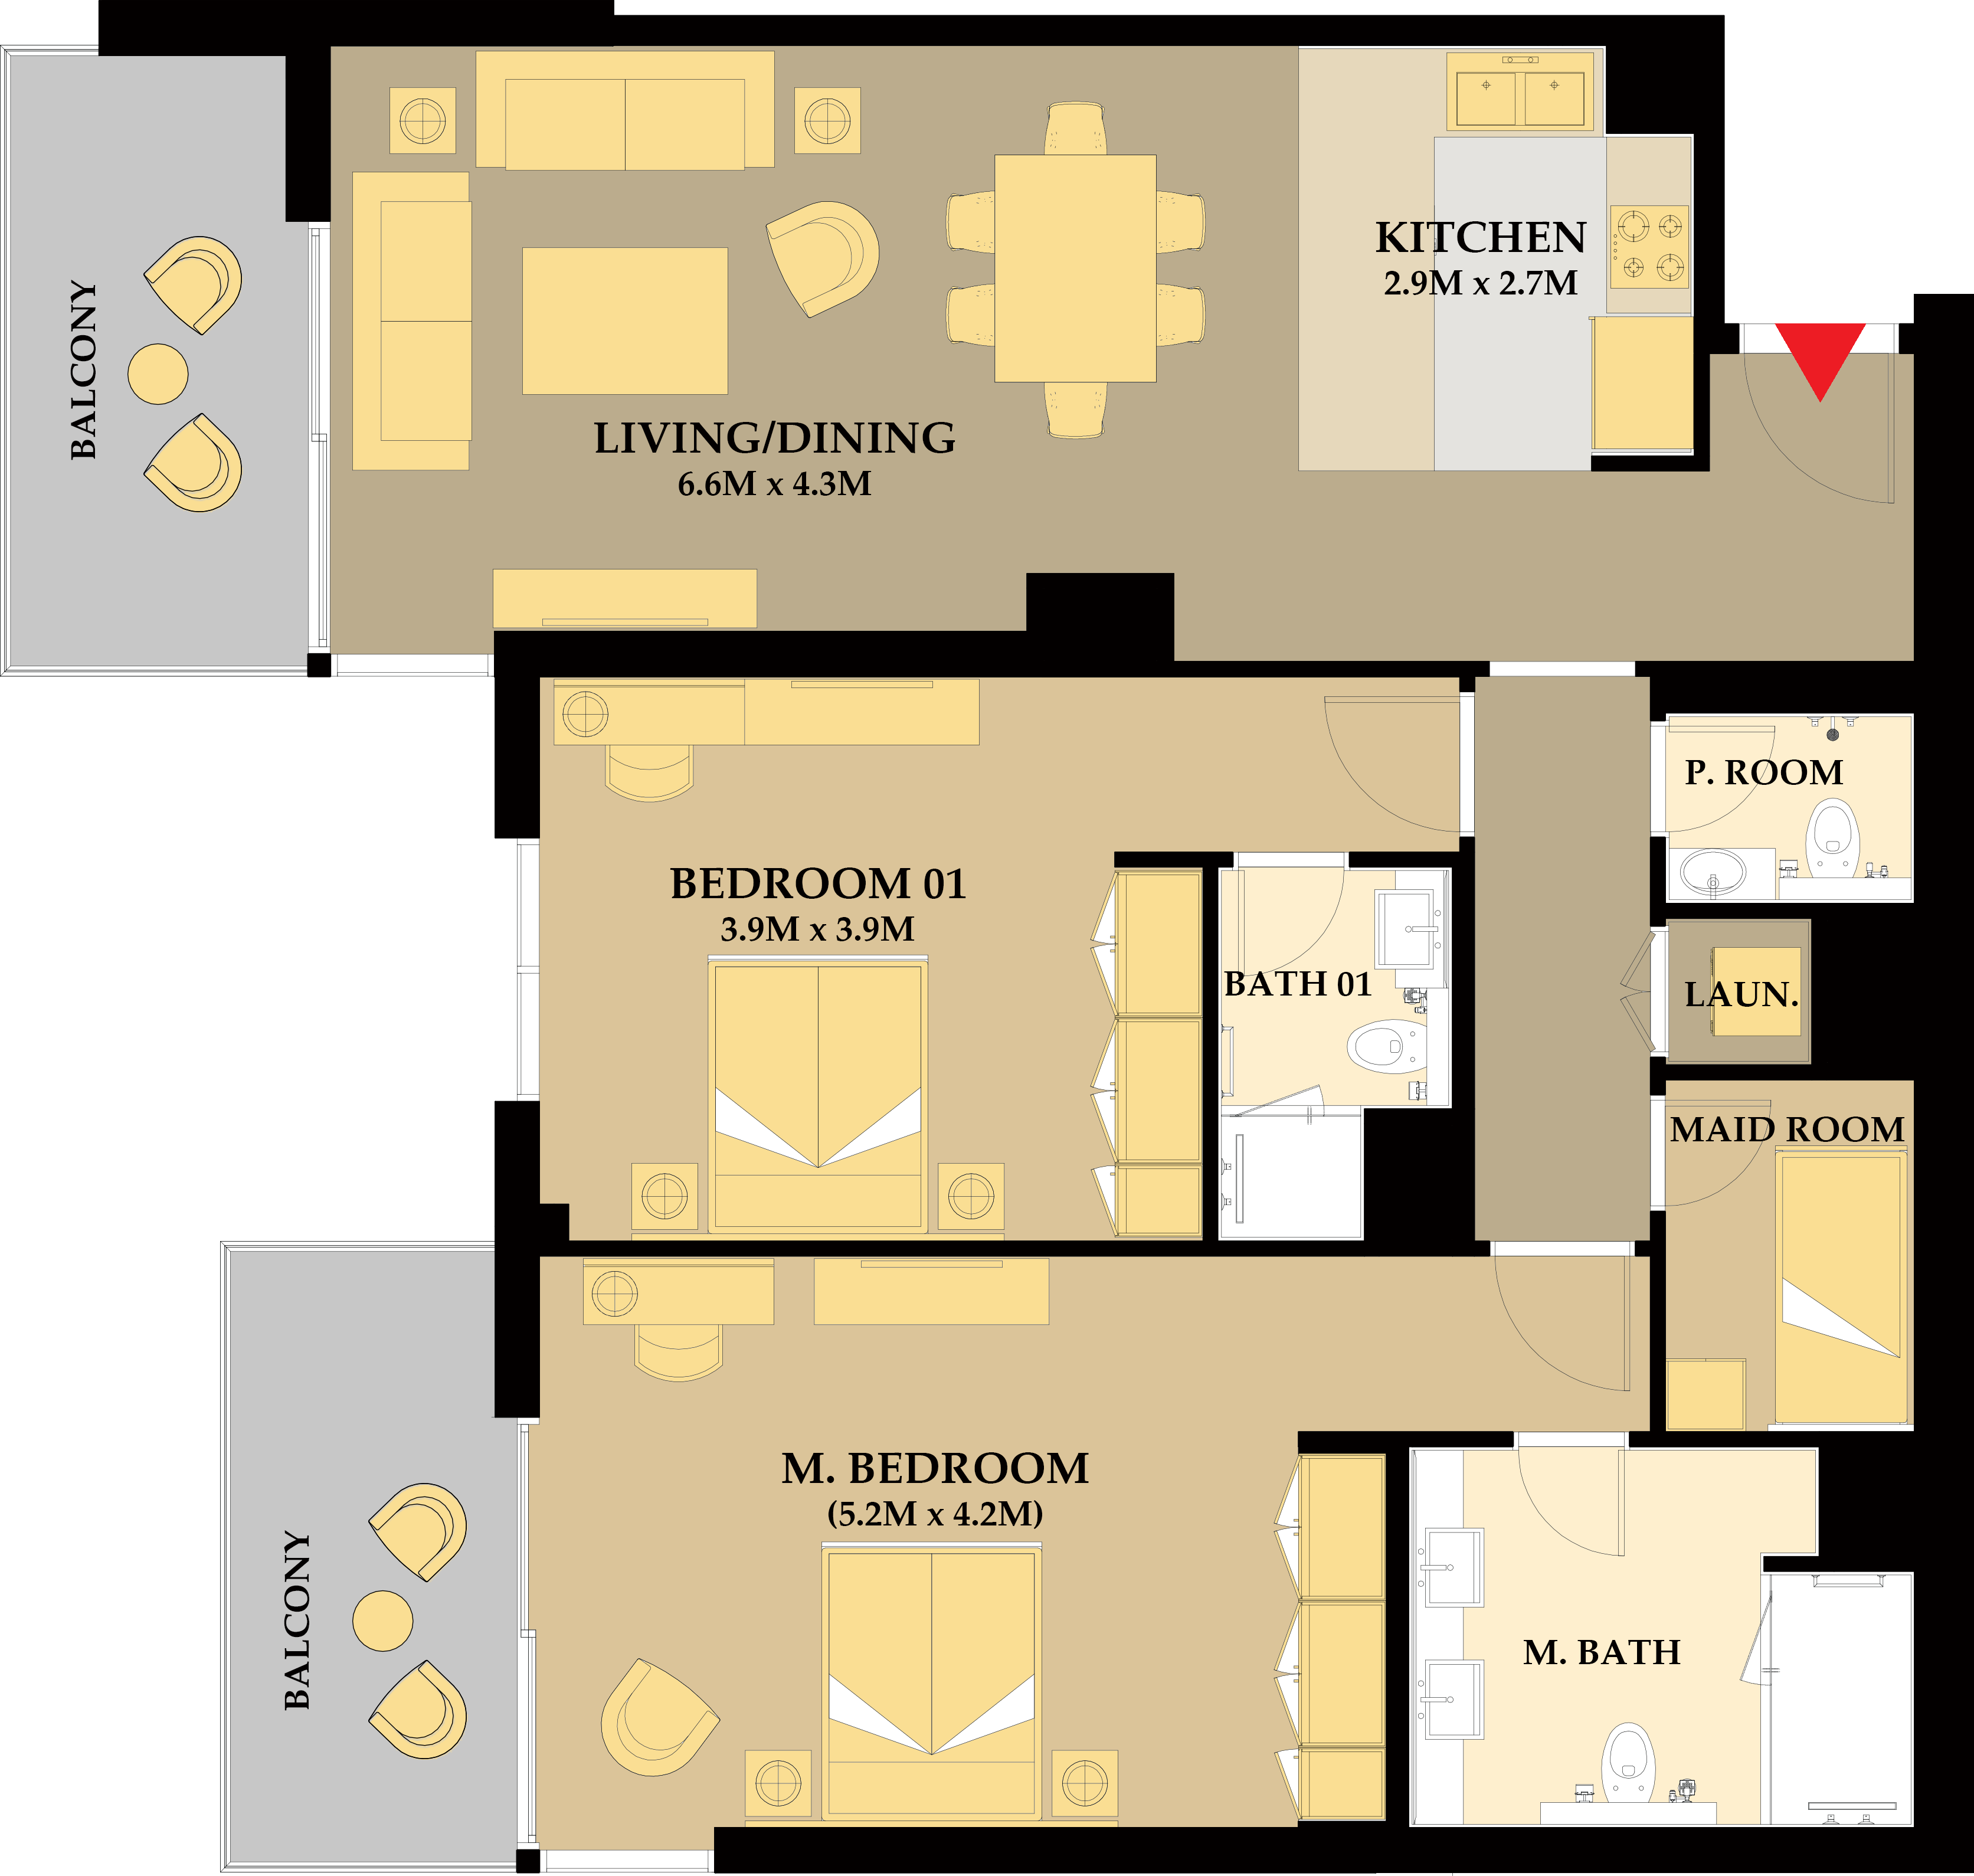 BALCONY
LIVING/DINING
6.6M x 4.3M
KITCHEN
2.9M x 2.7M
BEDROOM 01
3.9M x 3.9M
BATH 01
P. ROOM
LAUN.
MAID ROOM
BALCONY
M. BEDROOM
(5.2M x 4.2M)
M. BATH